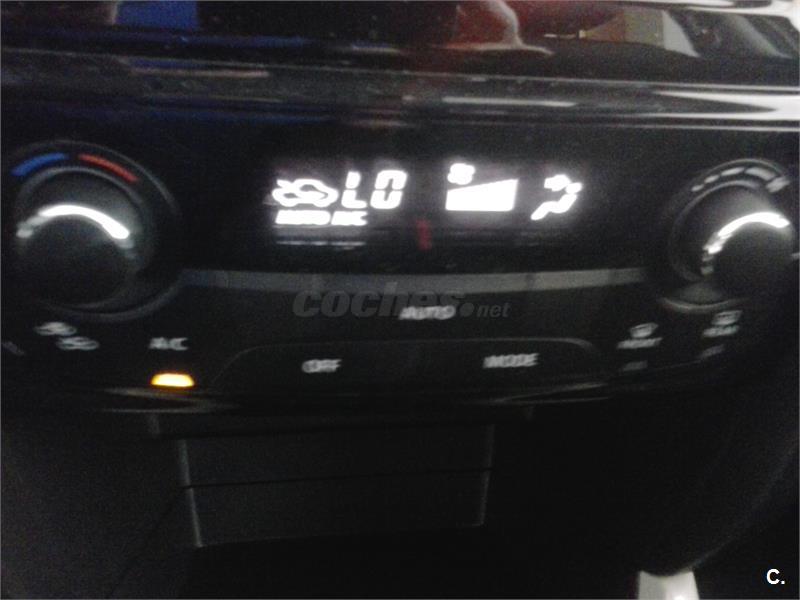 LO
AUTO A/C
coches.net
AUTO
A/C
OFF
MODE
FRONT
REAR
C.